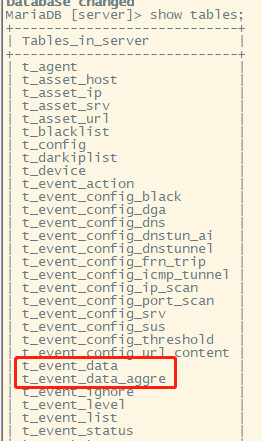 Database changed
MariaDB [server]> show tables;
+---------------------------+
| Tables_in_server |
+---------------------------+
| t_agent |
| t_asset_host |
| t_asset_ip |
| t_asset_srv |
| t_asset_url |
| t_blacklist |
| t_config |
| t_darkiplist |
| t_device |
| t_event_action |
| t_event_config_black |
| t_event_config_dga |
| t_event_config_dns |
| t_event_config_dnstun_ai |
| t_event_config_dnstunnel |
| t_event_config_frn_trip |
| t_event_config_icmp_tunnel |
| t_event_config_ip_scan |
| t_event_config_port_scan |
| t_event_config_srv |
| t_event_config_sus |
| t_event_config_threshold |
| t_event_config_url_content |
| t_event_data |
| t_event_data_aggre |
| t_event_ignore |
| t_event_level |
| t_event_list |
| t_event_status |